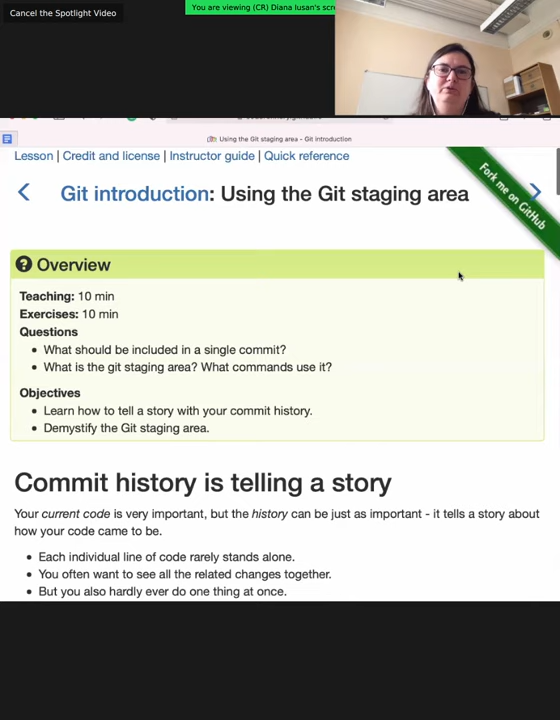 Cancel the Spotlight Video
You are viewing (CR) Diana Iusan's scre
Using the Git staging area - Git introduction
Lesson | Credit and license | Instructor guide | Quick reference
Fork me on GitHub
Git introduction: Using the Git staging area
Overview
Teaching: 10 min
Exercises: 10 min
Questions
• What should be included in a single commit?
• What is the git staging area? What commands use it?
Objectives
• Learn how to tell a story with your commit history.
• Demystify the Git staging area.
Commit history is telling a story
Your current code is very important, but the history can be just as important - it tells a story about
how your code came to be.
• Each individual line of code rarely stands alone.
• You often want to see all the related changes together.
• But you also hardly ever do one thing at once.